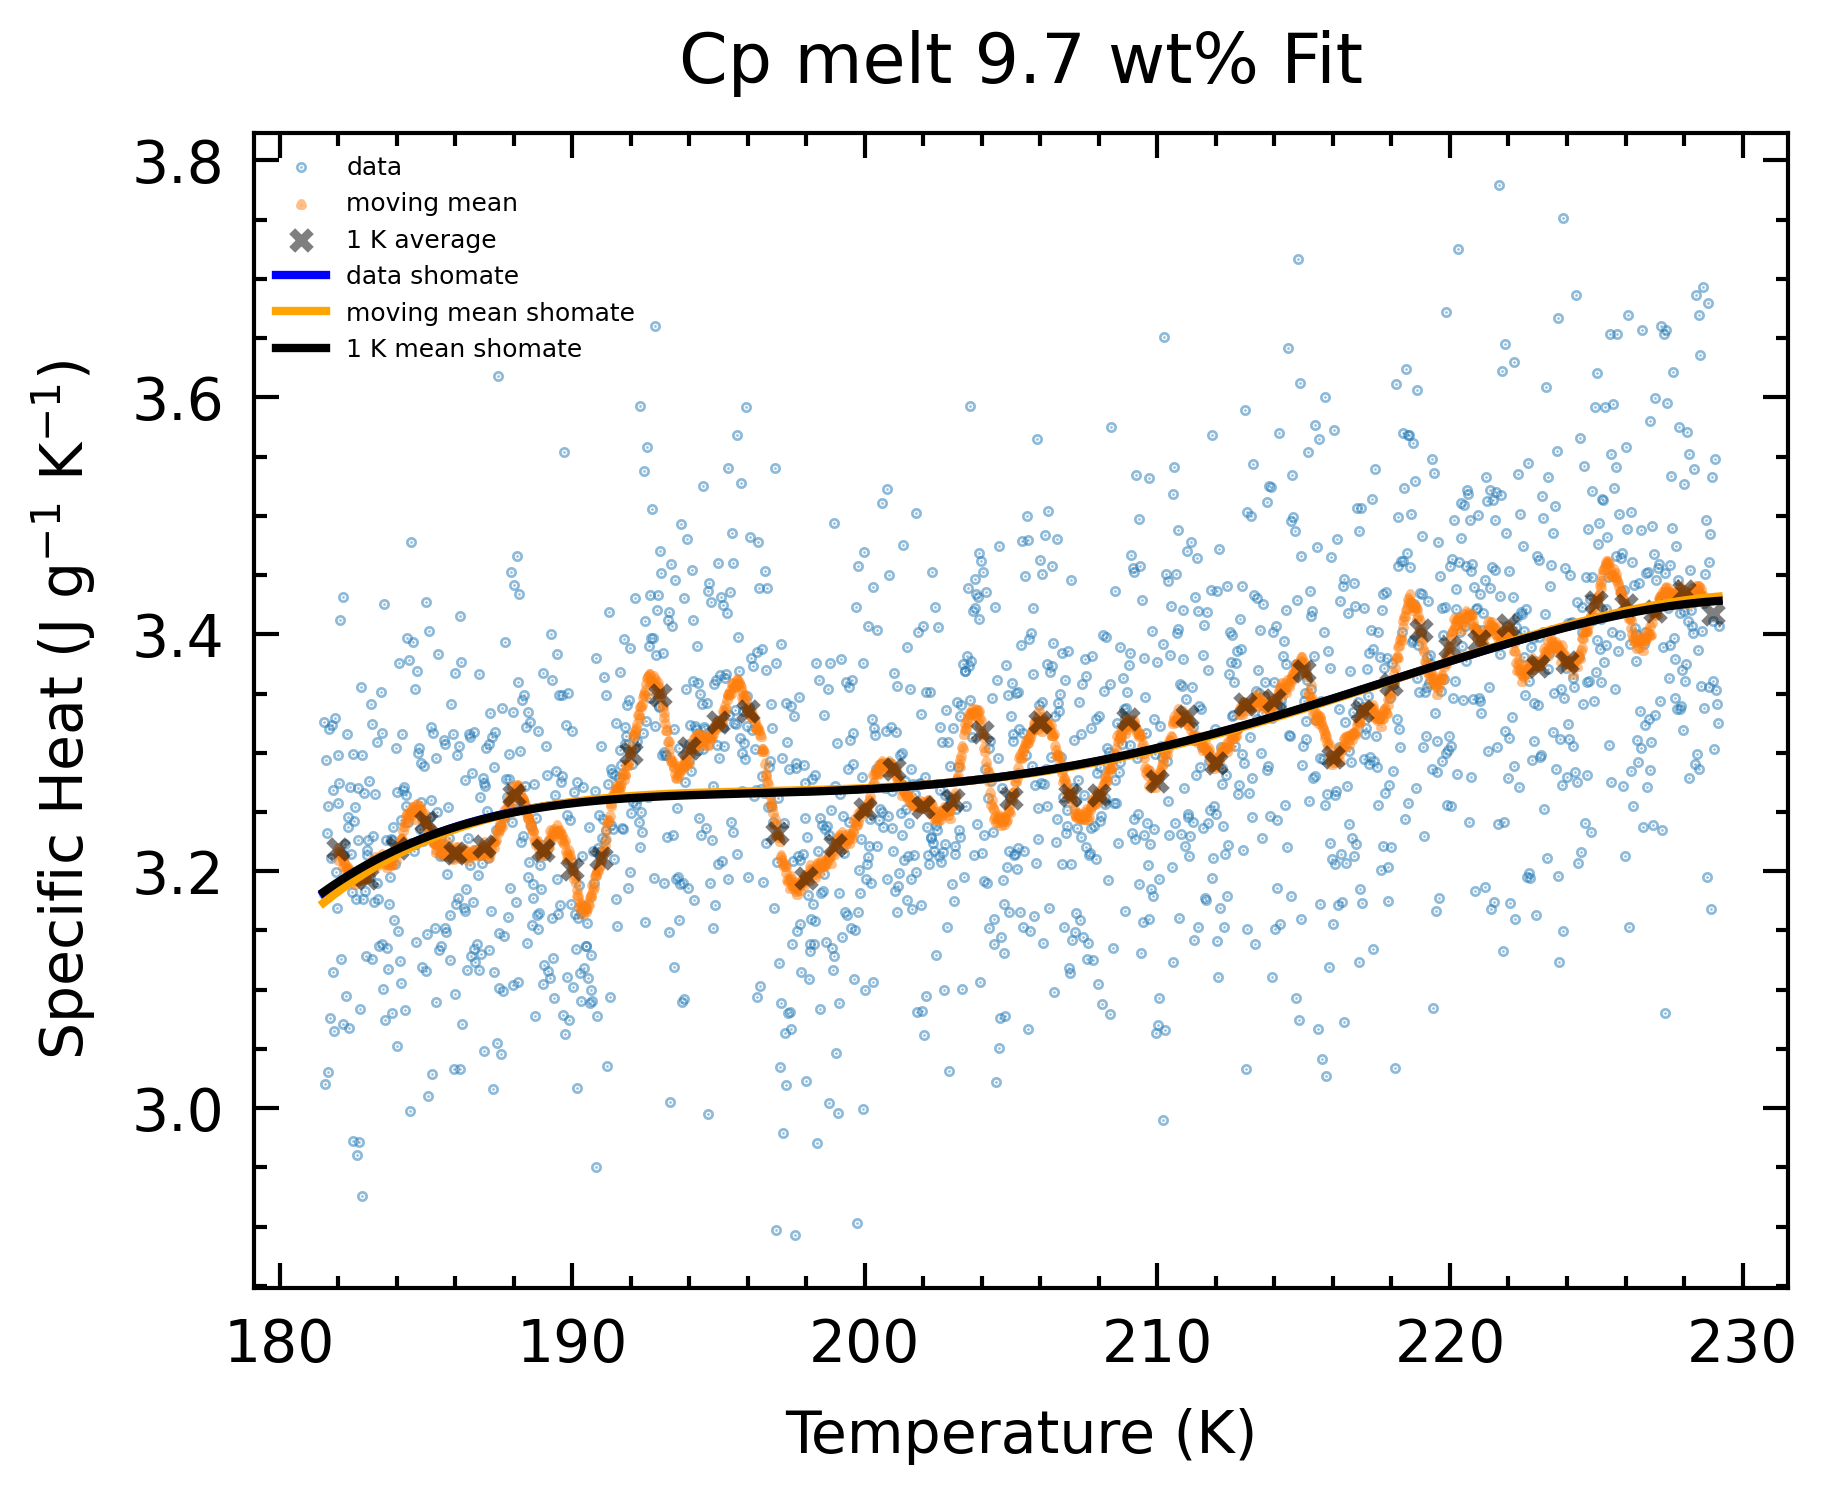 Cp melt 9.7 wt% Fit
3.8
3.6
3.4
3.2
3.0
Specific Heat (J g⁻¹ K⁻¹)
data
moving mean
1 K average
data shomate
moving mean shomate
1 K mean shomate
180 190 200 210 220 230
Temperature (K)